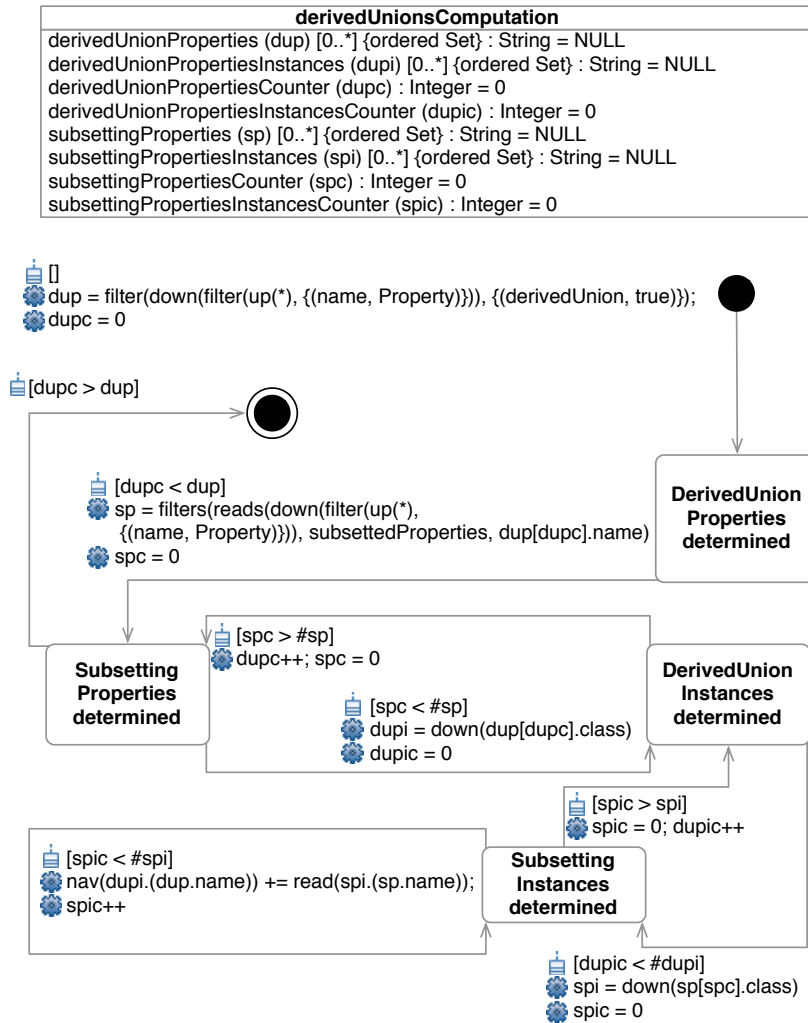 derivedUnionsComputation
derivedUnionProperties (dup) [0..*] {ordered Set} : String = NULL
derivedUnionPropertiesInstances (dupi) [0..*] {ordered Set} : String = NULL
derivedUnionPropertiesCounter (dupc) : Integer = 0
derivedUnionPropertiesInstancesCounter (dupic) : Integer = 0
subsettingProperties (sp) [0..*] {ordered Set} : String = NULL
subsettingPropertiesInstances (spi) [0..*] {ordered Set} : String = NULL
subsettingPropertiesCounter (spc) : Integer = 0
subsettingPropertiesInstancesCounter (spic) : Integer = 0
[]
dup = filter(down(filter(up(*), {(name, Property)})), {(derivedUnion, true)});
dupc = 0
[dupc > dup]
[dupc < dup]
sp = filters(reads(down(filter(up(*),
{(name, Property)})), subsettedProperties, dup[dupc].name)
spc = 0
DerivedUnion
Properties
determined
[spc > #sp]
dupc++; spc = 0
Subsetting
Properties
determined
DerivedUnion
Instances
determined
[spc < #sp]
dupi = down(dup[dupc].class)
dupic = 0
[spic > spi]
spic = 0; dupic++
[spic < #spi]
nav(dupi.(dup.name)) += read(spi.(sp.name));
spic++
Subsetting
Instances
determined
[dupic < #dupi]
spi = down(sp[spc].class)
spic = 0